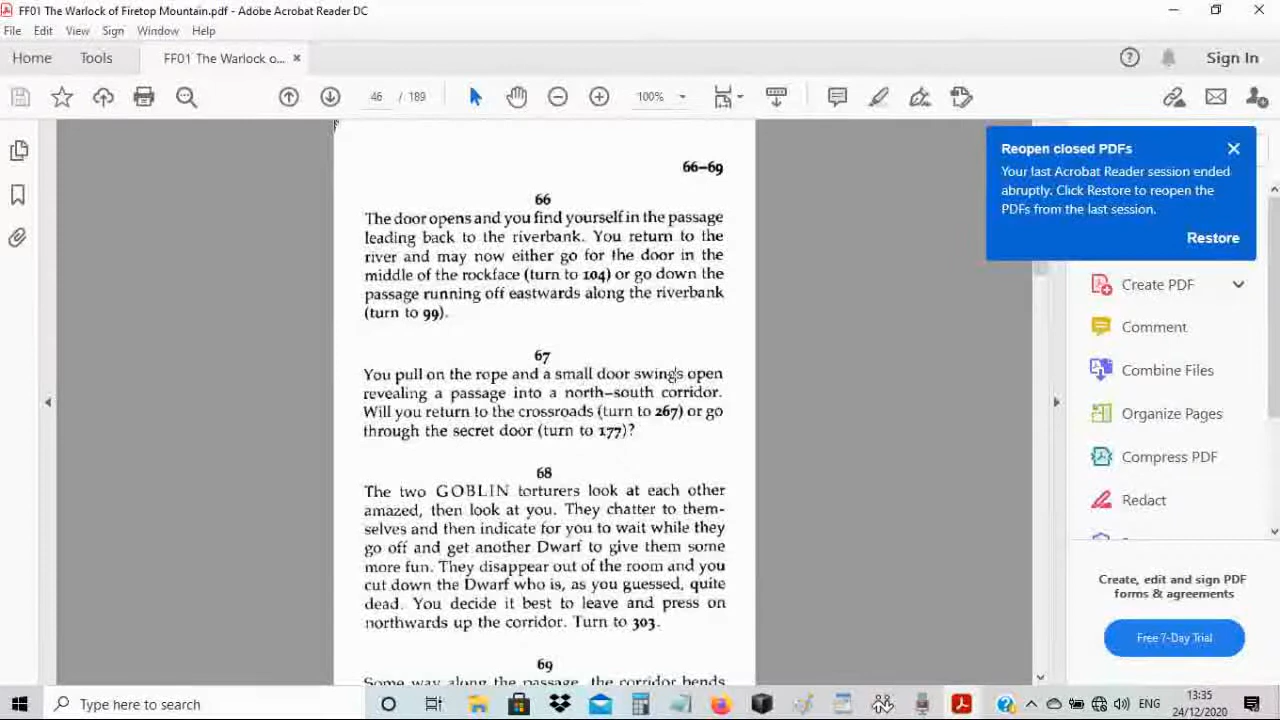 FF01 The Warlock of Firetop Mountain.pdf - Adobe Acrobat Reader DC
File Edit View Sign Window Help
Home Tools FF01 The Warlock o... Sign In
46 / 189 100%
Reopen closed PDFs
Your last Acrobat Reader session ended
abruptly. Click Restore to reopen the
PDFs from the last session.
Restore
66–69
66
The door opens and you find yourself in the passage
leading back to the riverbank. You return to the
river and may now either go for the door in the
middle of the rockface (turn to 104) or go down the
passage running off eastwards along the riverbank
(turn to 99).
67
You pull on the rope and a small door swings open
revealing a passage into a north–south corridor.
Will you return to the crossroads (turn to 267) or go
through the secret door (turn to 177)?
68
The two GOBLIN torturers look at each other
amazed, then look at you. They chatter to them-
selves and then indicate for you to wait while they
go off and get another Dwarf to give them some
more fun. They disappear out of the room and you
cut down the Dwarf who is, as you guessed, quite
dead. You decide it best to leave and press on
northwards up the corridor. Turn to 303.
69
Some way along the passage, the corridor bends
Create PDF
Comment
Combine Files
Organize Pages
Compress PDF
Redact
Create, edit and sign PDF
forms & agreements
Free 7-Day Trial
Type here to search
ENG
13:35
24/12/2020